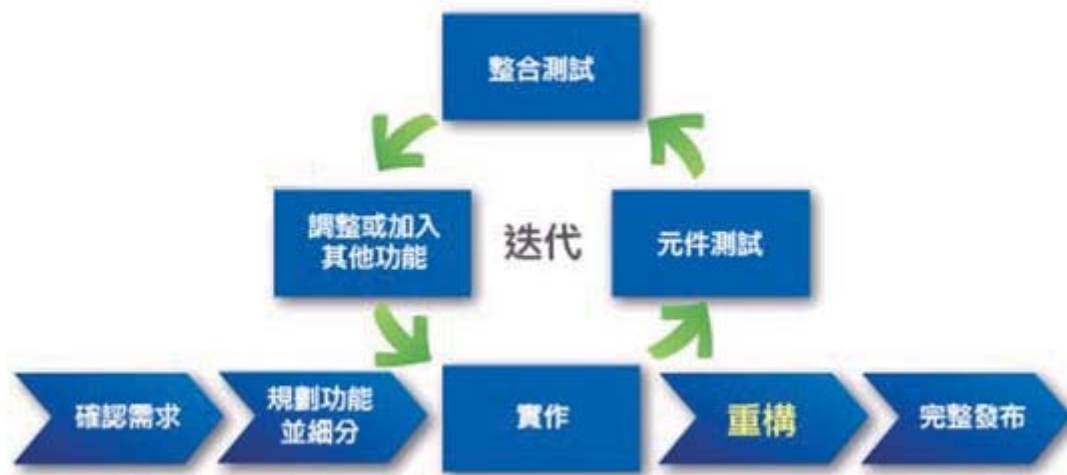 整合測試
調整或加入
其他功能
迭代
元件測試
確認需求
規劃功能
並細分
實作
重構
完整發布